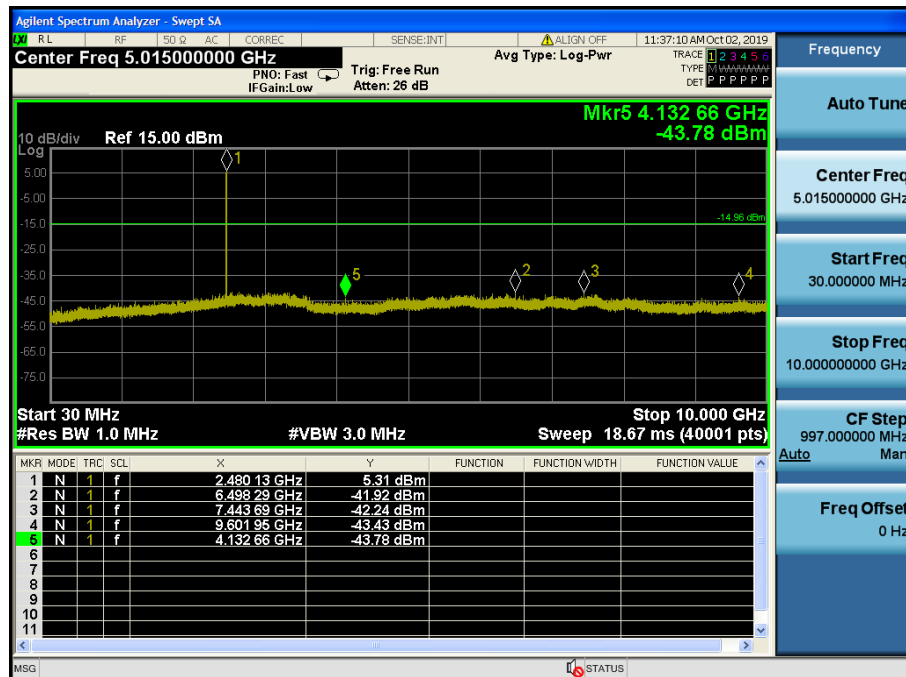 Agilent Spectrum Analyzer - Swept SA
LXI RL RF 50 Ω AC CORREC SENSE:INT ALIGN OFF 11:37:10 AM Oct 02, 2019
Center Freq 5.015000000 GHz
PNO: Fast
IFGain:Low
Trig: Free Run
Atten: 26 dB
Avg Type: Log-Pwr
TRACE 1 2 3 4 5 6
TYPE M W W W W W
DET P P P P P P
Mkr5 4.132 66 GHz
-43.78 dBm
10 dB/div
Log
Ref 15.00 dBm
5.00
-5.00
-15.0
-25.0
-35.0
-45.0
-55.0
-65.0
-75.0
1
-14.96 dBm
5
2
3
4
Start 30 MHz
Stop 10.000 GHz
#Res BW 1.0 MHz
#VBW 3.0 MHz
Sweep 18.67 ms (40001 pts)
MKR MODE TRC SCL X Y FUNCTION FUNCTION WIDTH FUNCTION VALUE
1 N 1 f 2.480 13 GHz 5.31 dBm
2 N 1 f 6.498 29 GHz -41.92 dBm
3 N 1 f 7.443 69 GHz -42.24 dBm
4 N 1 f 9.601 95 GHz -43.43 dBm
5 N 1 f 4.132 66 GHz -43.78 dBm
6
7
8
9
10
11
MSG
STATUS
Frequency
Auto Tune
Center Freq
5.015000000 GHz
Start Freq
30.000000 MHz
Stop Freq
10.000000000 GHz
CF Step
997.000000 MHz
Auto Man
Freq Offset
0 Hz